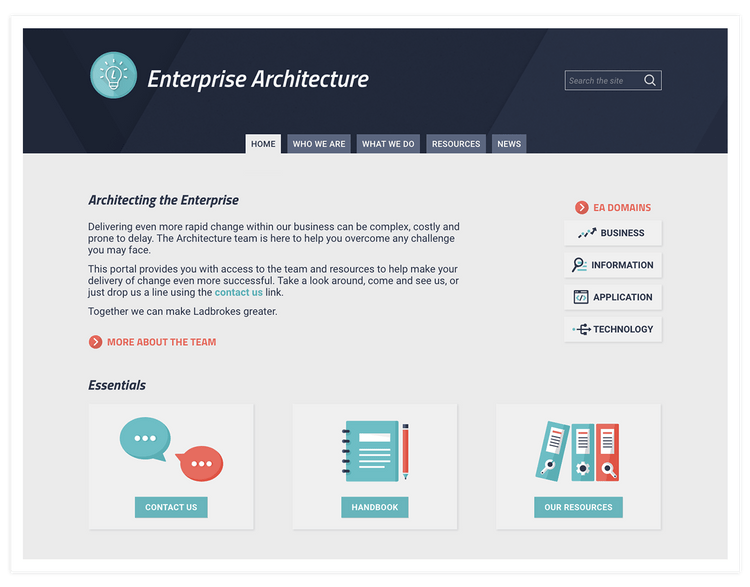 L
Enterprise Architecture
Search the site
HOME
WHO WE ARE
WHAT WE DO
RESOURCES
NEWS
Architecting the Enterprise
Delivering even more rapid change within our business can be complex, costly and
prone to delay. The Architecture team is here to help you overcome any challenge
you may face.
This portal provides you with access to the team and resources to help make your
delivery of change even more successful. Take a look around, come and see us, or
just drop us a line using the contact us link.
Together we can make Ladbrokes greater.
MORE ABOUT THE TEAM
EA DOMAINS
BUSINESS
INFORMATION
APPLICATION
TECHNOLOGY
Essentials
CONTACT US
HANDBOOK
OUR RESOURCES